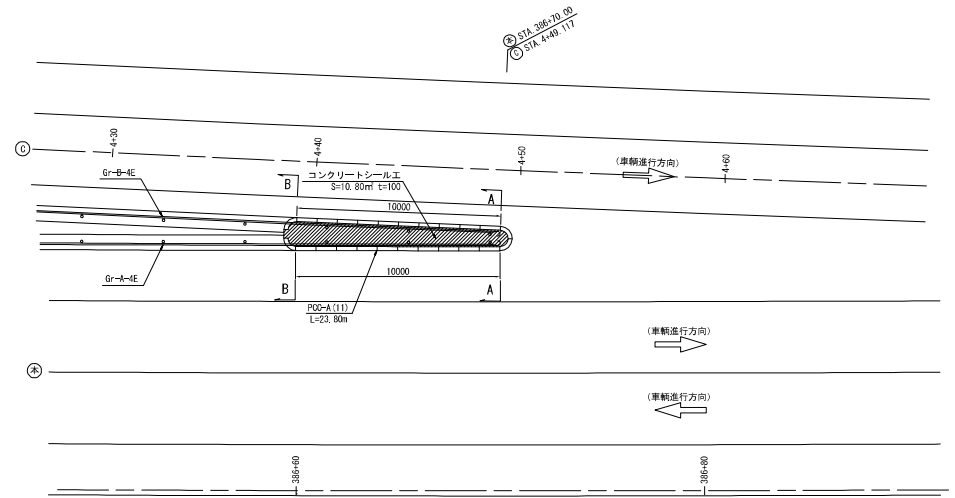 本 STA.386+70.00
C STA.4+49.117
C
4+30
4+40
4+50
4+60
(車輌進行方向)
Gr-B-4E
B
コンクリートシール工
S=10.80㎡ t=100
A
10000
10000
Gr-A-4E
B
A
PCC-A(11)
L=23.80m
(車輌進行方向)
本
(車輌進行方向)
386+60
386+80